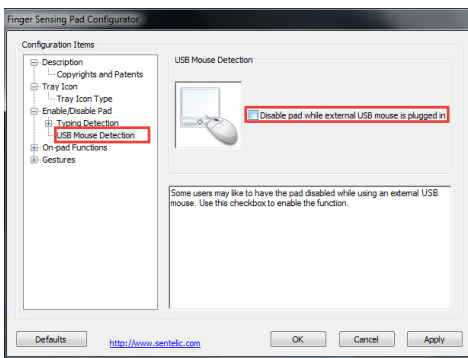 Finger Sensing Pad Configurator
Configuration Items
Description
Copyrights and Patents
Tray Icon
Tray Icon Type
Enable/Disable Pad
Typing Detection
USB Mouse Detection
On-pad Functions
Gestures
USB Mouse Detection
Disable pad while external USB mouse is plugged in
Some users may like to have the pad disabled while using an external USB
mouse. Use this checkbox to enable the function.
Defaults
http://www.sentelic.com
OK
Cancel
Apply